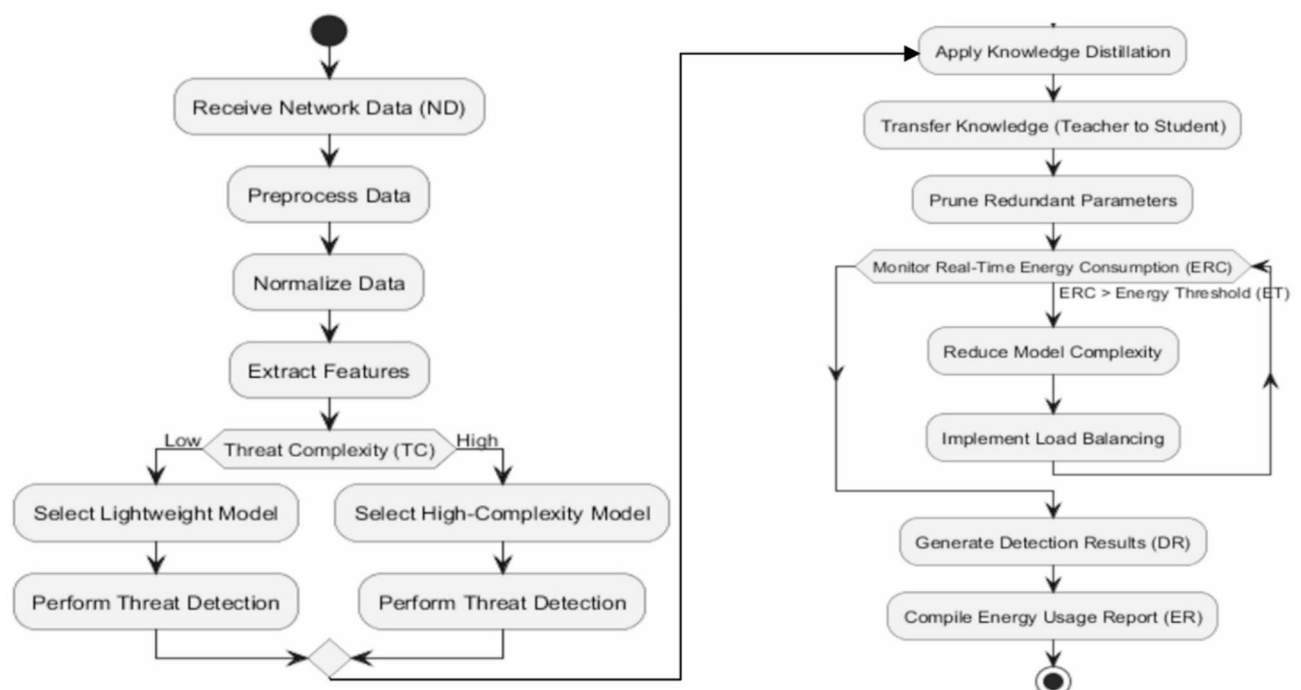 Receive Network Data (ND)
Preprocess Data
Normalize Data
Extract Features
Low
Threat Complexity (TC)
High
Select Lightweight Model
Select High-Complexity Model
Perform Threat Detection
Perform Threat Detection
Apply Knowledge Distillation
Transfer Knowledge (Teacher to Student)
Prune Redundant Parameters
Monitor Real-Time Energy Consumption (ERC)
ERC > Energy Threshold (ET)
Reduce Model Complexity
Implement Load Balancing
Generate Detection Results (DR)
Compile Energy Usage Report (ER)